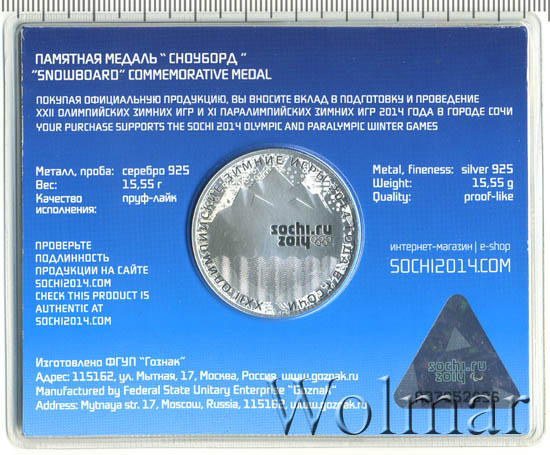 ПАМЯТНАЯ МЕДАЛЬ “ СНОУБОРД ”
“SNOWBOARD” COMMEMORATIVE MEDAL
ПОКУПАЯ ОФИЦИАЛЬНУЮ ПРОДУКЦИЮ, ВЫ ВНОСИТЕ ВКЛАД В ПОДГОТОВКУ И ПРОВЕДЕНИЕ
XXII ОЛИМПИЙСКИХ ЗИМНИХ ИГР И XI ПАРАЛИМПИЙСКИХ ЗИМНИХ ИГР 2014 ГОДА В ГОРОДЕ СОЧИ
YOUR PURCHASE SUPPORTS THE SOCHI 2014 OLYMPIC AND PARALYMPIC WINTER GAMES
Металл, проба: серебро 925
Вес: 15,55 г
Качество исполнения: пруф-лайк
Metal, fineness: silver 925
Weight: 15,55 g
Quality: proof-like
XXII ОЛИМПИЙСКИЕ ЗИМНИЕ ИГРЫ
СОЧИ
sochi.ru
2014
ПРОВЕРЬТЕ
ПОДЛИННОСТЬ
ПРОДУКЦИИ НА САЙТЕ
SOCHI2014.COM
CHECK THIS PRODUCT IS
AUTHENTIC AT
SOCHI2014.COM
интернет-магазин | e-shop
SOCHI2014.COM
sochi.ru
2014
Изготовлено ФГУП “Гознак”
Адрес: 115162, ул. Мытная, 17, Москва, Россия. www.goznak.ru
Manufactured by Federal State Unitary Enterprise “Goznak”
Address: Mytnaya str. 17, Moscow, Russia, 115162, www.goznak.ru
Wolmar